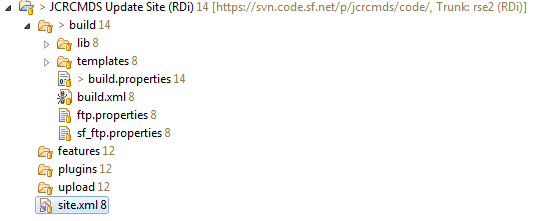 > JCRCMDS Update Site (RDi) 14 [https://svn.code.sf.net/p/jcrcmds/code/, Trunk: rse2 (RDi)]
> build 14
lib 8
templates 8
> build.properties 14
build.xml 8
ftp.properties 8
sf_ftp.properties 8
features 12
plugins 12
upload 12
site.xml 8